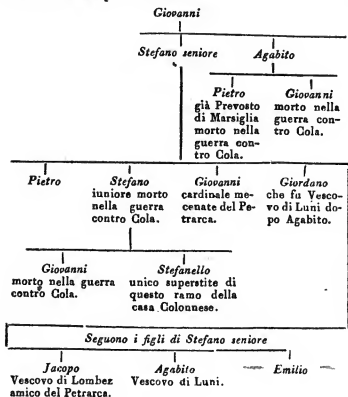 Giovanni
Stefano seniore
Agabito
Pietro
già Prevosto
di Marsiglia
morto nella
guerra con-
tro Cola.
Giovanni
morto nella
guerra con-
tro Cola.
Pietro
Stefano
iuniore morto
nella guerra
contro Cola.
Giovanni
cardinale me-
cenate del Pe-
trarca.
Giordano
che fu Vesco-
vo di Luni do-
po Agabito.
Giovanni
morto nella guerra
contro Cola.
Stefanello
unico superstite di
questo ramo della
casa Colonnese.
Seguono i figli di Stefano seniore
Jacopo
Vescovo di Lombez
amico del Petrarca.
Agabito
Vescovo di Luni.
Emilio